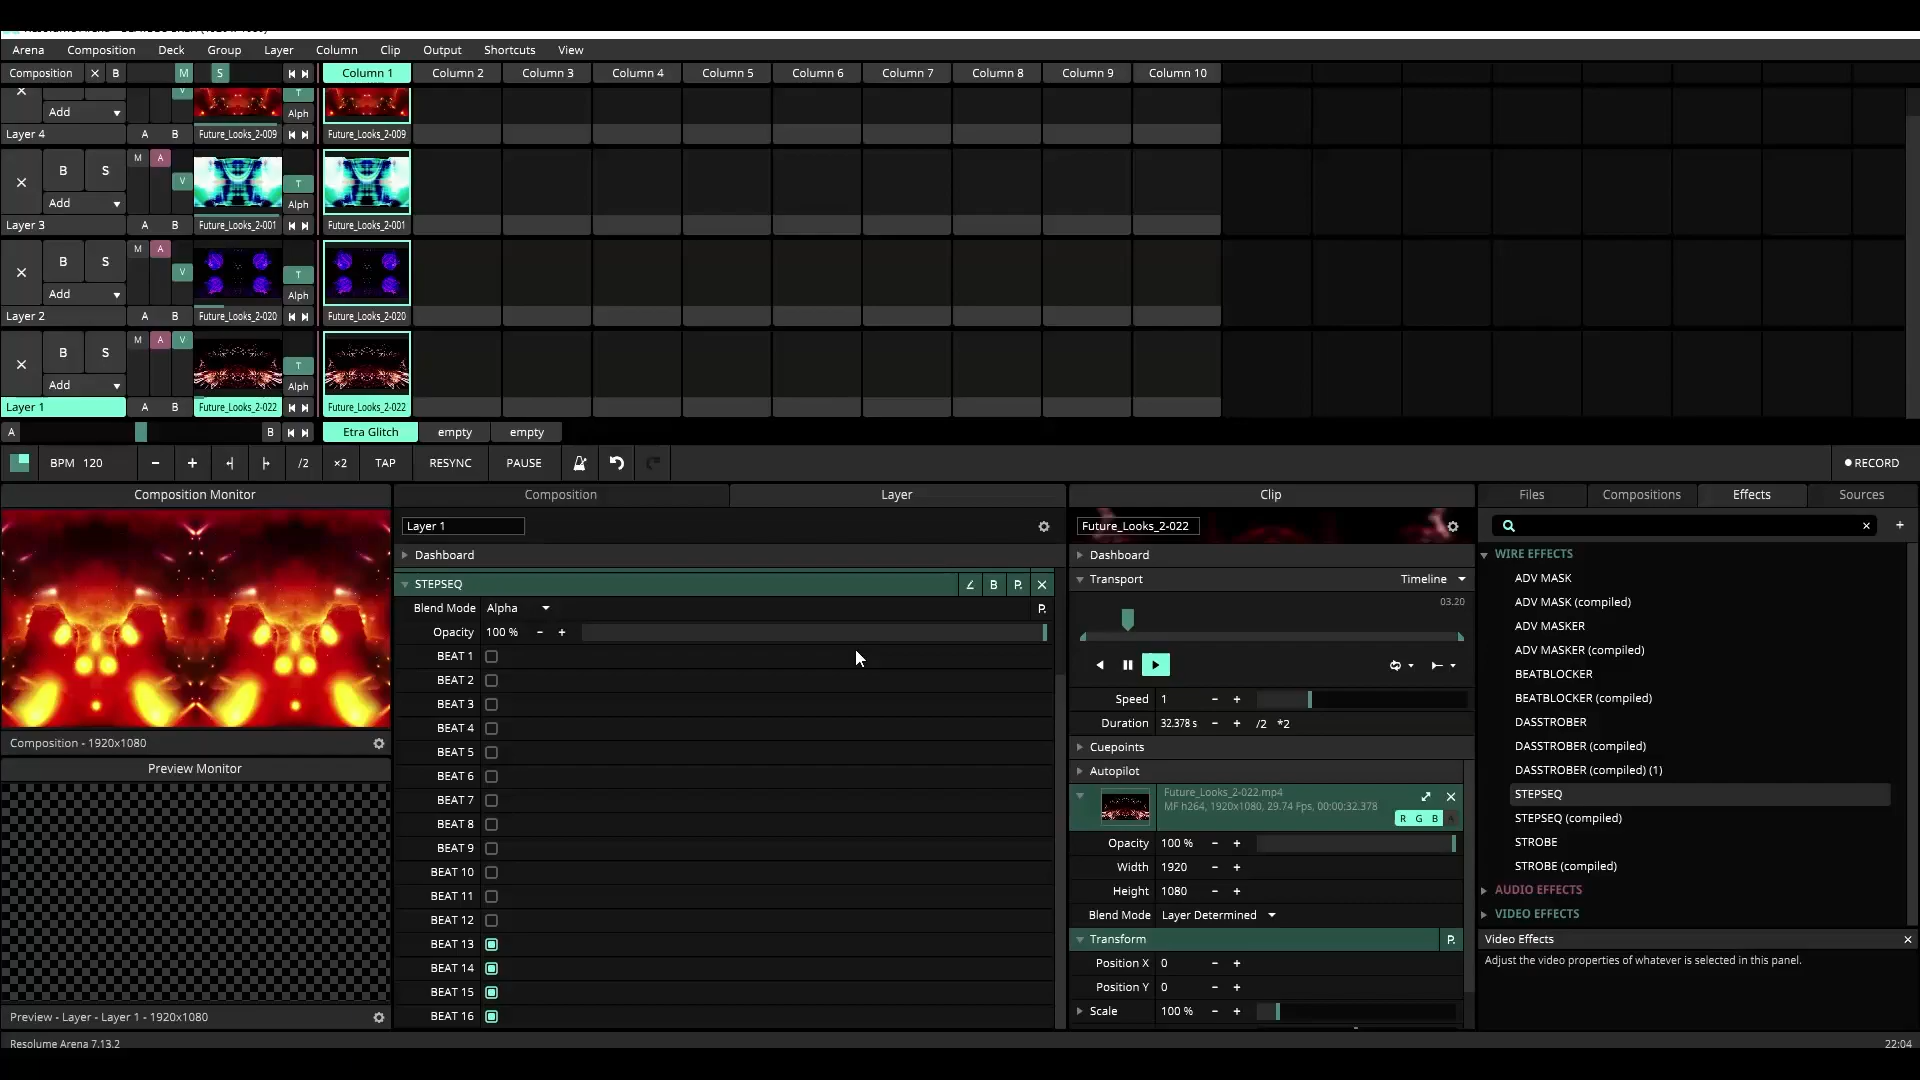 Arena Composition Deck Group Layer Column Clip Output Shortcuts View
Composition × B M S Column 1 Column 2 Column 3 Column 4 Column 5 Column 6 Column 7 Column 8 Column 9 Column 10
V T
Add Alph
Layer 4 A B Future_Looks_2-009 Future_Looks_2-009
M A
B S
V T
Add Alph
Layer 3 A B Future_Looks_2-001 Future_Looks_2-001
M A
B S
V T
Add Alph
Layer 2 A B Future_Looks_2-020 Future_Looks_2-020
M A V
B S
T
Add Alph
Layer 1 A B Future_Looks_2-022 Future_Looks_2-022
A B Etra Glitch empty empty
BPM 120 - + /2 ×2 TAP RESYNC PAUSE RECORD
Composition Monitor
Composition - 1920x1080
Preview Monitor
Preview - Layer - Layer 1 - 1920x1080
Composition Layer
Layer 1
Dashboard
STEPSEQ B P. ×
Blend Mode Alpha P.
Opacity 100 % - +
BEAT 1
BEAT 2
BEAT 3
BEAT 4
BEAT 5
BEAT 6
BEAT 7
BEAT 8
BEAT 9
BEAT 10
BEAT 11
BEAT 12
BEAT 13
BEAT 14
BEAT 15
BEAT 16
Clip
Future_Looks_2-022
Dashboard
Transport Timeline
03.20
Speed 1 - +
Duration 32.378 s - + /2 *2
Cuepoints
Autopilot
Future_Looks_2-022.mp4
MF h264, 1920x1080, 29.74 Fps, 00:00:32.378
R G B A
Opacity 100 % - +
Width 1920 - +
Height 1080 - +
Blend Mode Layer Determined
Transform P.
Position X 0 - +
Position Y 0 - +
Scale 100 % - +
Files Compositions Effects Sources
WIRE EFFECTS
ADV MASK
ADV MASK (compiled)
ADV MASKER
ADV MASKER (compiled)
BEATBLOCKER
BEATBLOCKER (compiled)
DASSTROBER
DASSTROBER (compiled)
DASSTROBER (compiled) (1)
STEPSEQ
STEPSEQ (compiled)
STROBE
STROBE (compiled)
AUDIO EFFECTS
VIDEO EFFECTS
Video Effects
Adjust the video properties of whatever is selected in this panel.
Resolume Arena 7.13.2 22:04